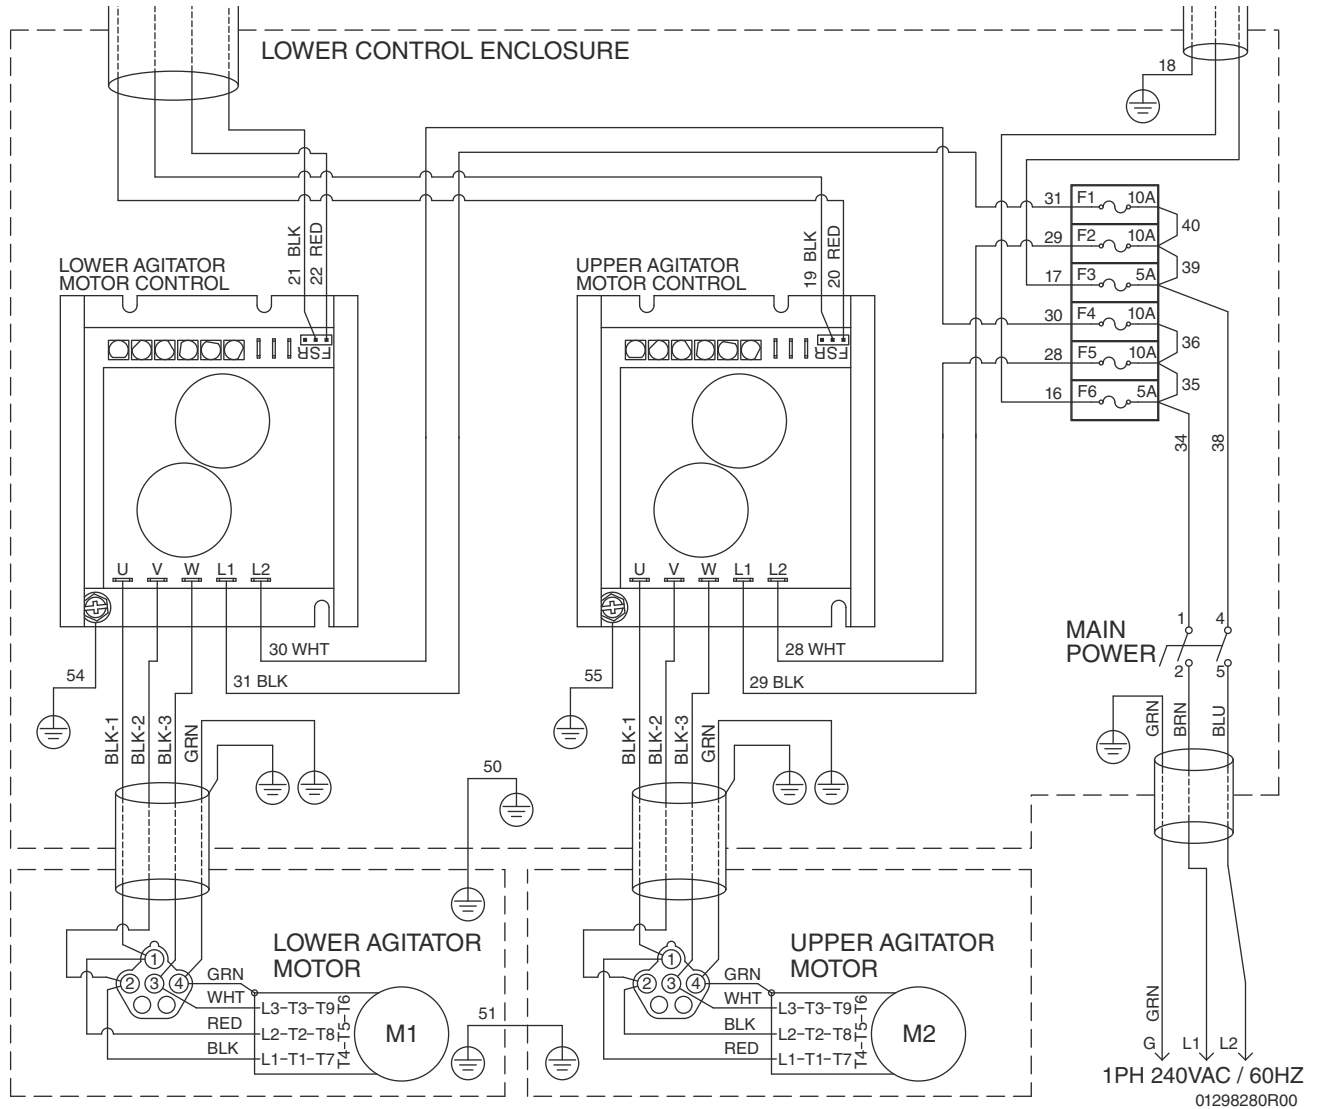 LOWER CONTROL ENCLOSURE
18
31 F1 10A
40
29 F2 10A
39
17 F3 5A
30 F4 10A
36
28 F5 10A
35
16 F6 5A
34
38
21 BLK
22 RED
19 BLK
20 RED
LOWER AGITATOR
MOTOR CONTROL
UPPER AGITATOR
MOTOR CONTROL
FSR
FSR
U V W L1 L2
U V W L1 L2
30 WHT
31 BLK
28 WHT
29 BLK
54
55
MAIN
POWER
1 4
2 5
BLK-1
BLK-2
BLK-3
GRN
BLK-1
BLK-2
BLK-3
GRN
GRN
BRN
BLU
50
LOWER AGITATOR
MOTOR
1
2 3 4
GRN
WHT
RED
BLK
L3-T3-T9
L2-T2-T8
L1-T1-T7
T4-T5-T6
M1
51
UPPER AGITATOR
MOTOR
1
2 3 4
GRN
WHT
BLK
RED
L3-T3-T9
L2-T2-T8
L1-T1-T7
T4-T5-T6
M2
GRN
G L1 L2
1PH 240VAC / 60HZ
01298280R00